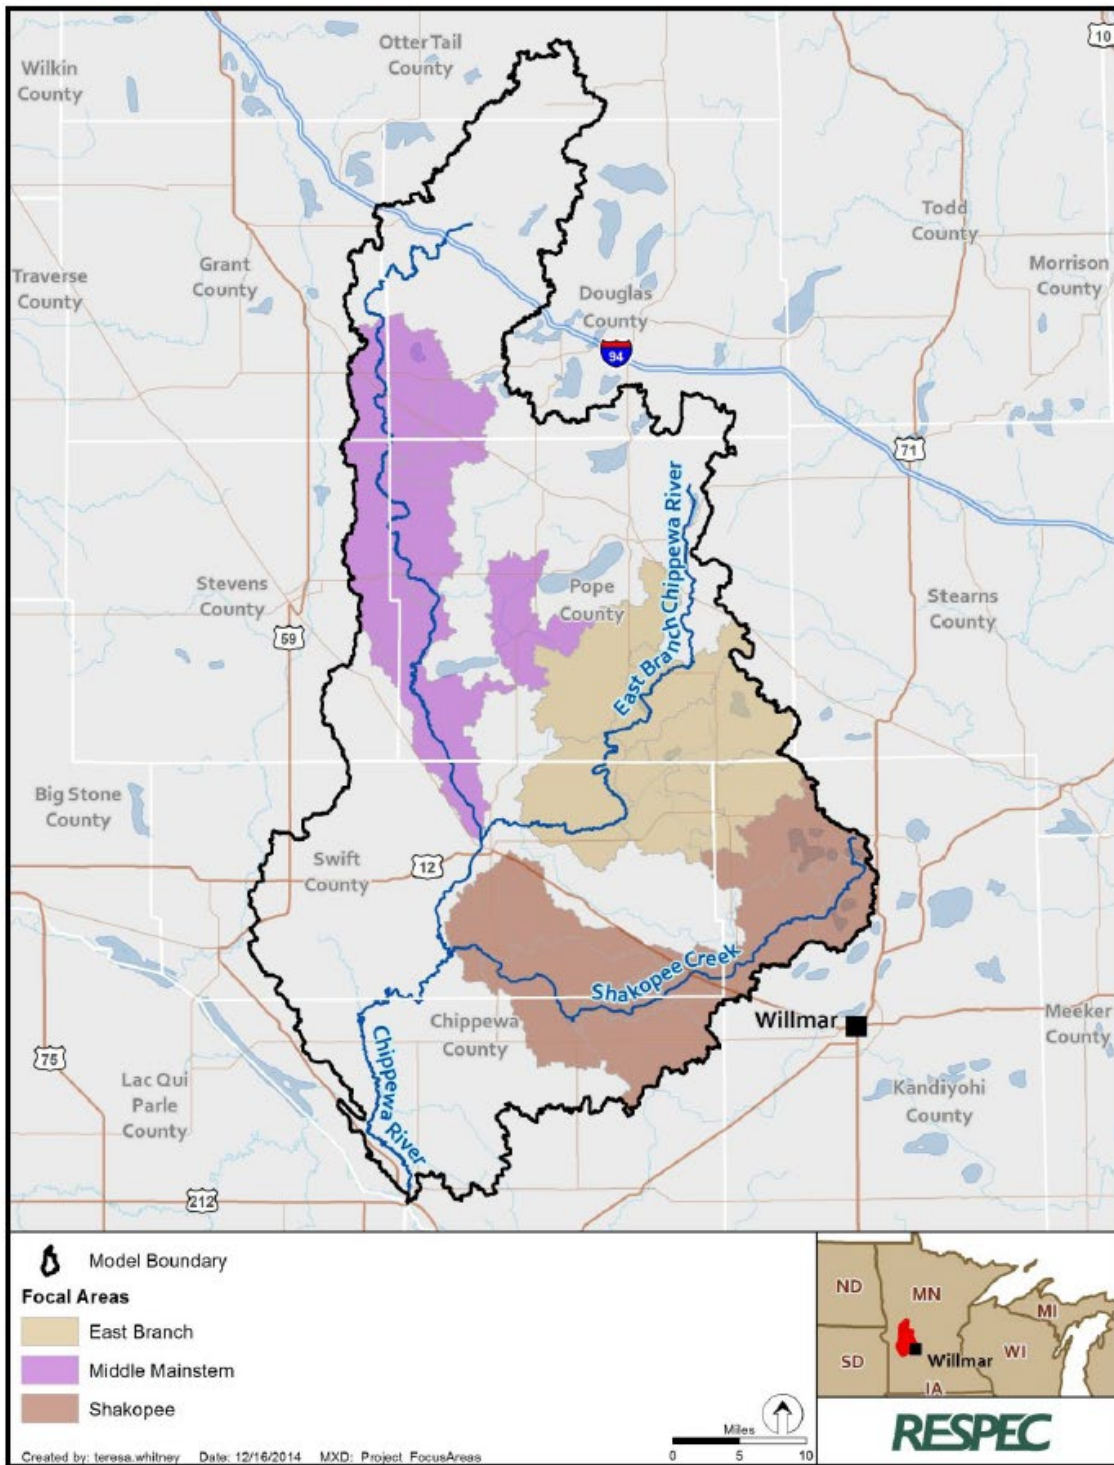 Otter Tail
County
10
Wilkin
County
Todd
County
Grant
County
Morrison
County
Traverse
County
Douglas
County
94
71
East Branch Chippewa River
Stevens
County
Pope
County
Stearns
County
59
Big Stone
County
Swift
County
12
Shakopee Creek
Willmar
Chippewa
County
Meeker
County
75
Chippewa River
Lac Qui
Parle
County
Kandiyohi
County
212
Model Boundary
Focal Areas
East Branch
Middle Mainstem
Shakopee
Miles
0 5 10
Created by: teresa.whitney Date: 12/16/2014 MXD: Project_FocusAreas
ND
MN
MI
SD
WI
Willmar
IA
RESPEC